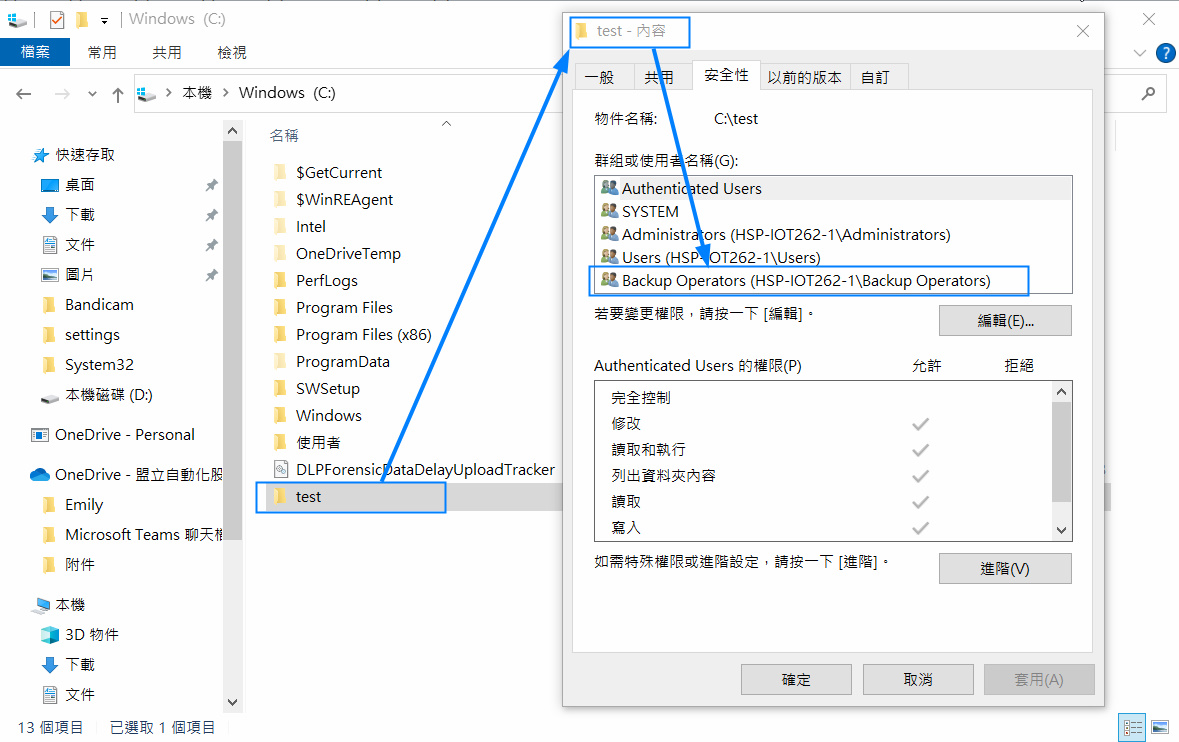 Windows (C:)
檔案 常用 共用 檢視
本機 Windows (C:)
快速存取
桌面
下載
文件
圖片
Bandicam
settings
System32
本機磁碟 (D:)
OneDrive - Personal
OneDrive - 盟立自動化股
Emily
Microsoft Teams 聊天檔
附件
本機
3D 物件
下載
文件
名稱
$GetCurrent
$WinREAgent
Intel
OneDriveTemp
PerfLogs
Program Files
Program Files (x86)
ProgramData
SWSetup
Windows
使用者
DLPForensicDataDelayUploadTracker
test
13 個項目 已選取 1 個項目
test - 內容
一般 共用 安全性 以前的版本 自訂
物件名稱: C:\test
群組或使用者名稱(G):
Authenticated Users
SYSTEM
Administrators (HSP-IOT262-1\Administrators)
Users (HSP-IOT262-1\Users)
Backup Operators (HSP-IOT262-1\Backup Operators)
若要變更權限，請按一下 [編輯]。
編輯(E)...
Authenticated Users 的權限(P) 允許 拒絕
完全控制
修改
讀取和執行
列出資料夾內容
讀取
寫入
如需特殊權限或進階設定，請按一下 [進階]。
進階(V)
確定 取消 套用(A)